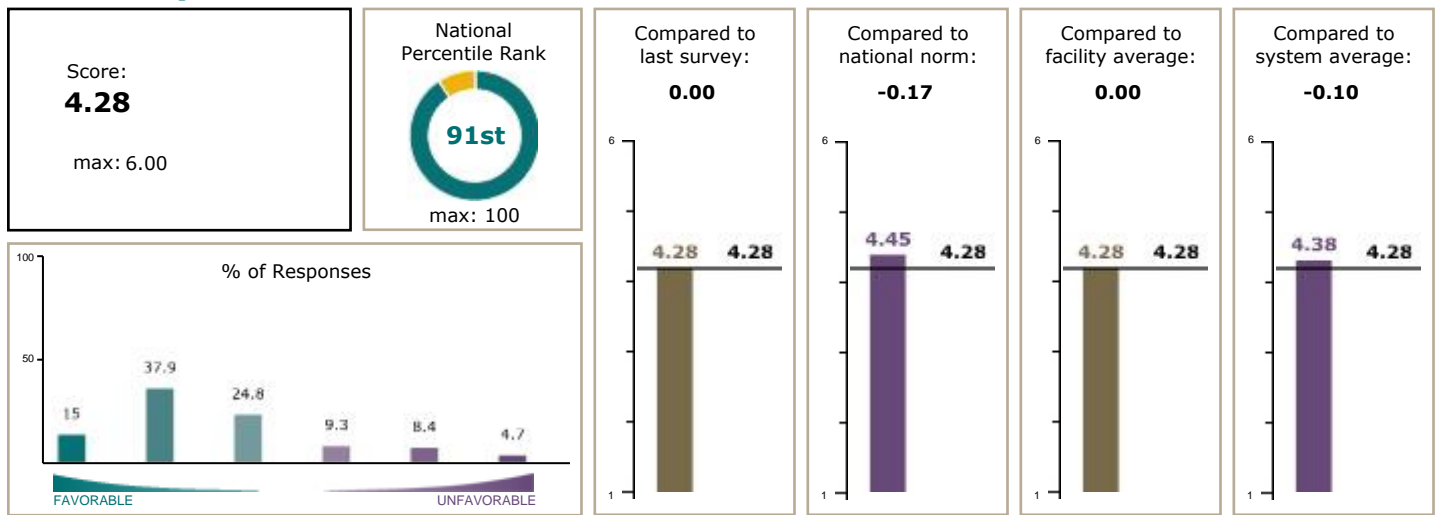 Score:
4.28
max: 6.00
National
Percentile Rank
91st
max: 100
% of Responses
100
50
15
37.9
24.8
9.3
8.4
4.7
FAVORABLE
UNFAVORABLE
Compared to
last survey:
0.00
6
4.28 4.28
1
Compared to
national norm:
-0.17
6
4.45 4.28
1
Compared to
facility average:
0.00
6
4.28 4.28
1
Compared to
system average:
-0.10
6
4.38 4.28
1